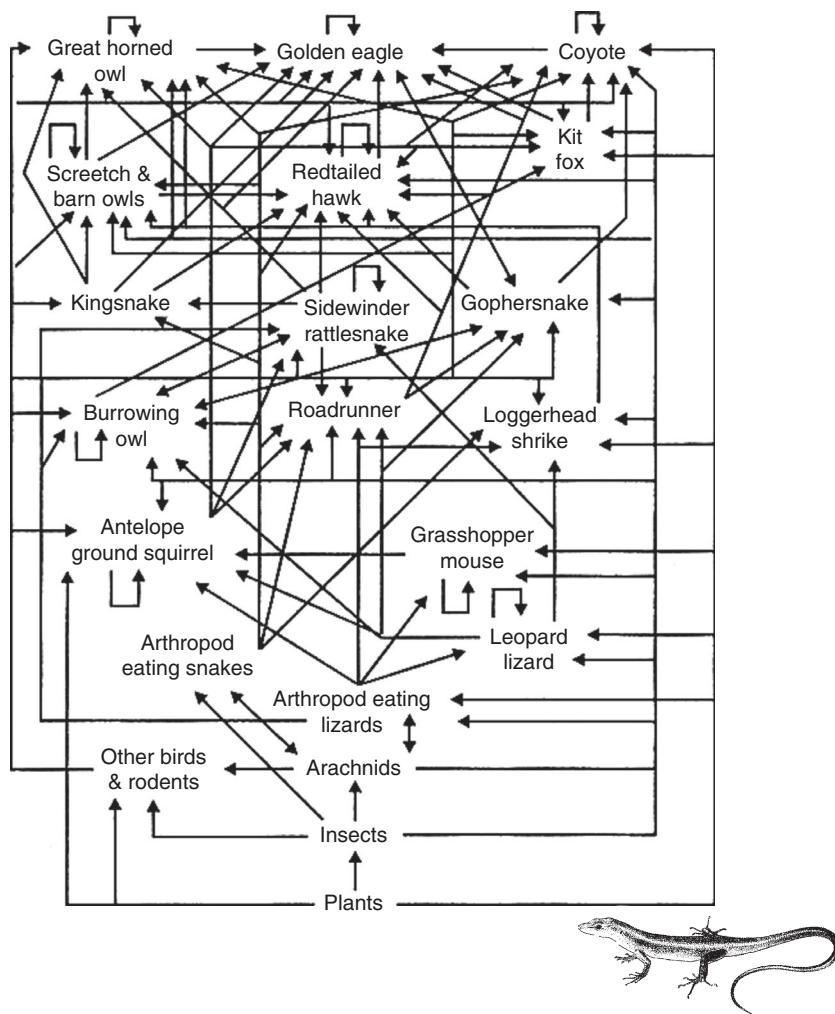 Great horned
owl
Golden eagle
Coyote
Kit
fox
Screetch &
barn owls
Redtailed
hawk
Kingsnake
Sidewinder
rattlesnake
Gophersnake
Burrowing
owl
Roadrunner
Loggerhead
shrike
Antelope
ground squirrel
Grasshopper
mouse
Arthropod
eating snakes
Leopard
lizard
Arthropod eating
lizards
Other birds
& rodents
Arachnids
Insects
Plants